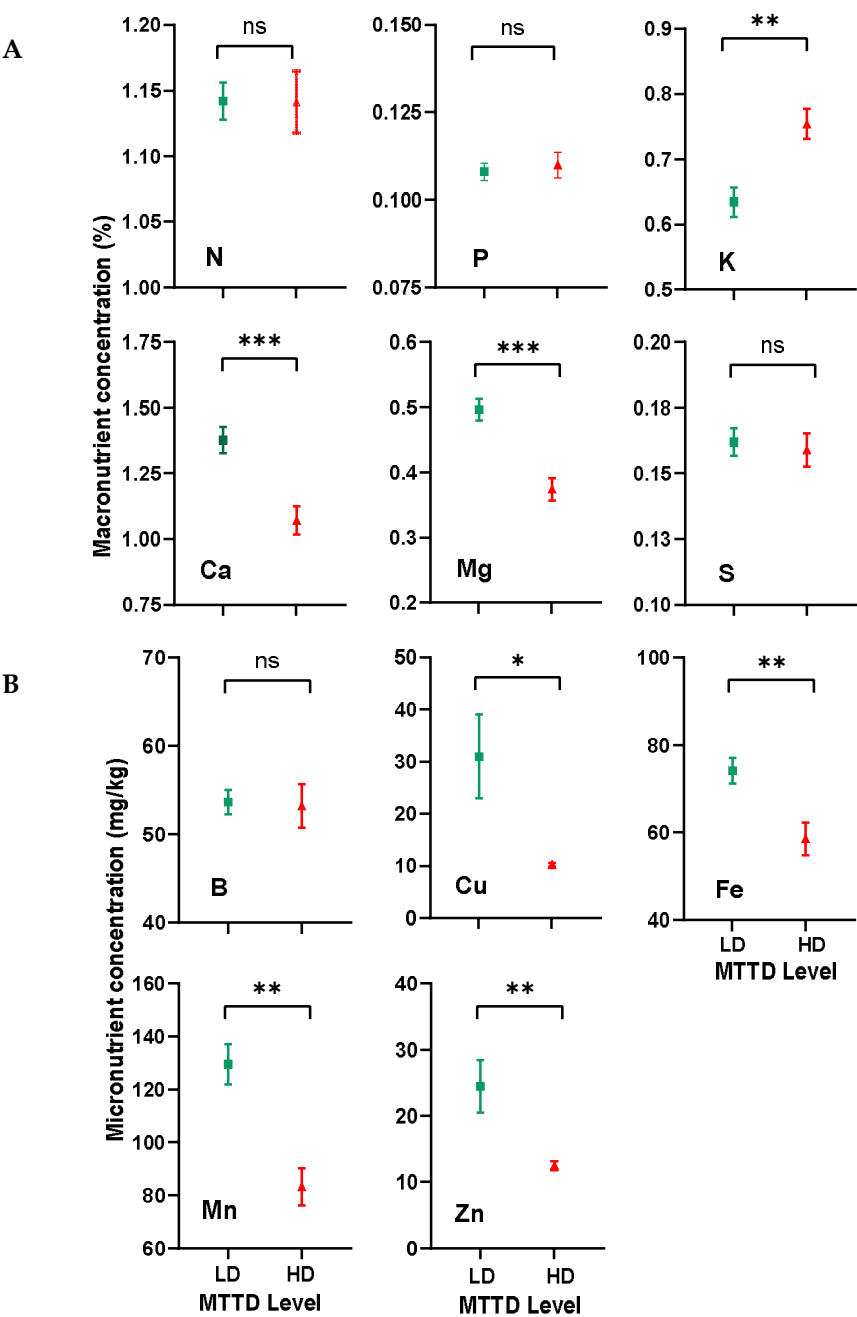 A
Macronutrient concentration (%)
ns
1.20
1.15
1.10
1.05
1.00
N
ns
0.150
0.125
0.100
0.075
P
**
0.9
0.8
0.7
0.6
0.5
K
***
1.75
1.50
1.25
1.00
0.75
Ca
***
0.6
0.5
0.4
0.3
0.2
Mg
ns
0.20
0.18
0.15
0.13
0.10
S
B
Micronutrient concentration (mg/kg)
ns
70
60
50
40
B
*
50
40
30
20
10
0
Cu
**
100
80
60
40
Fe
LD HD
MTTD Level
**
160
140
120
100
80
60
Mn
LD HD
MTTD Level
**
40
30
20
10
0
Zn
LD HD
MTTD Level